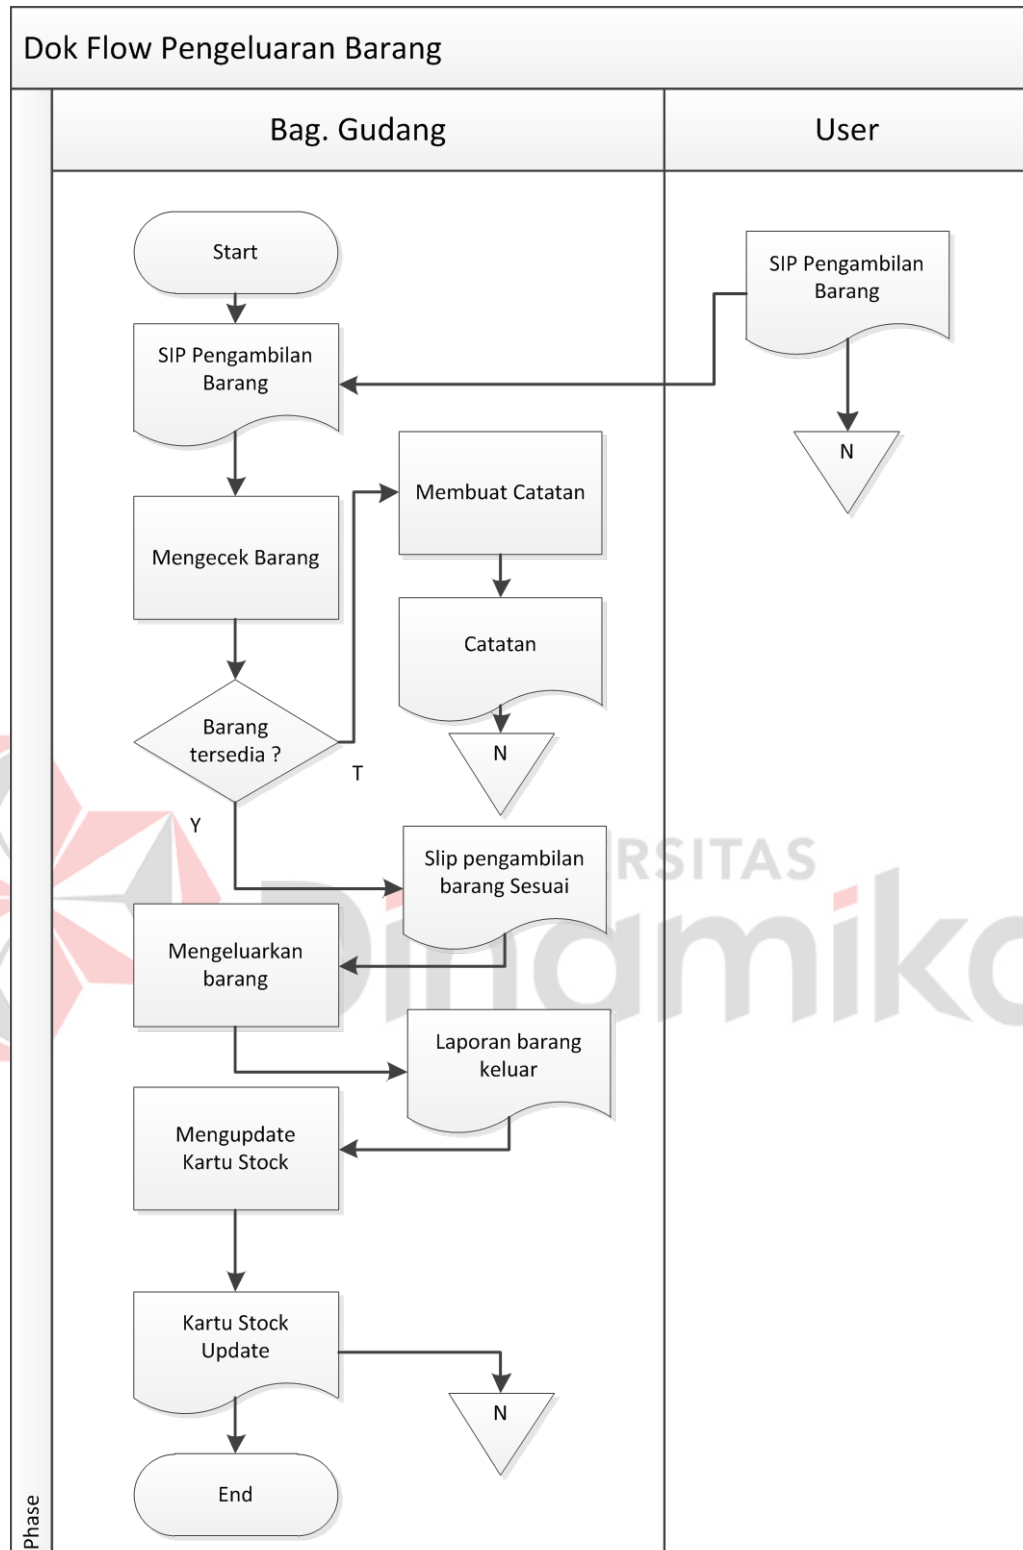 Dok Flow Pengeluaran Barang
Bag. Gudang
User
Start
SIP Pengambilan
Barang
SIP Pengambilan
Barang
N
Membuat Catatan
Mengecek Barang
Catatan
Barang
tersedia ?
T
N
Y
Slip pengambilan
barang Sesuai
RSITAS
Dinamika
Mengeluarkan
barang
Laporan barang
keluar
Mengupdate
Kartu Stock
Kartu Stock
Update
N
End
Phase